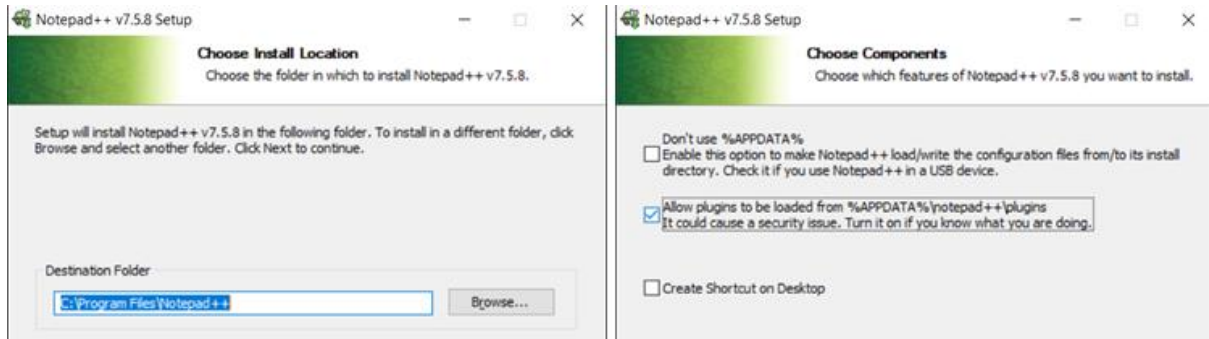 Notepad++ v7.5.8 Setup
Choose Install Location
Choose the folder in which to install Notepad++ v7.5.8.
Setup will install Notepad++ v7.5.8 in the following folder. To install in a different folder, click
Browse and select another folder. Click Next to continue.
Destination Folder
C:\Program Files\Notepad++
Browse...
Notepad++ v7.5.8 Setup
Choose Components
Choose which features of Notepad++ v7.5.8 you want to install.
Don't use %APPDATA%
Enable this option to make Notepad++ load/write the configuration files from/to its install
directory. Check it if you use Notepad++ in a USB device.
Allow plugins to be loaded from %APPDATA%\notepad++\plugins
It could cause a security issue. Turn it on if you know what you are doing.
Create Shortcut on Desktop